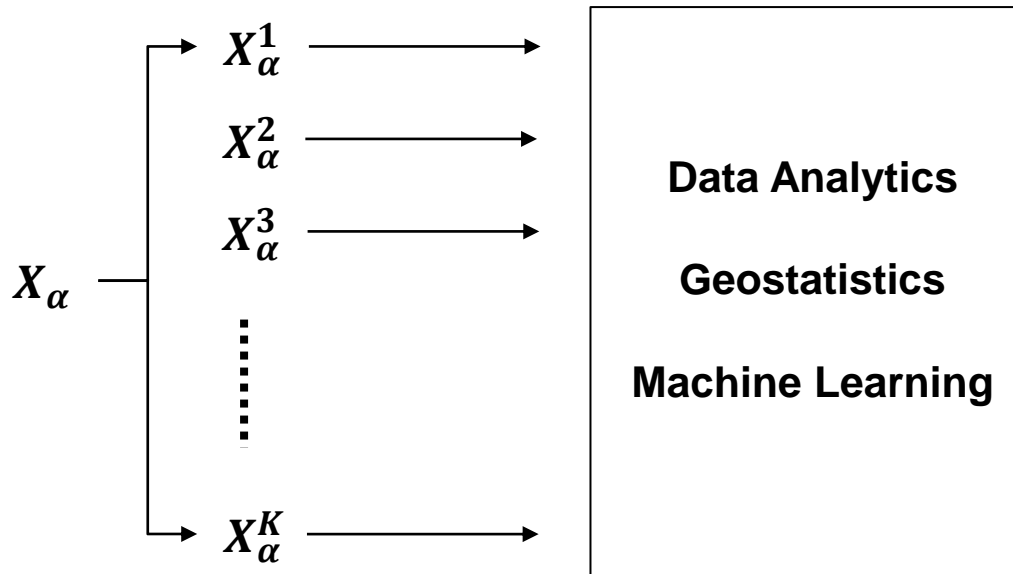 X_α^1
X_α^2
X_α^3
X_α
X_α^K
Data Analytics
Geostatistics
Machine Learning